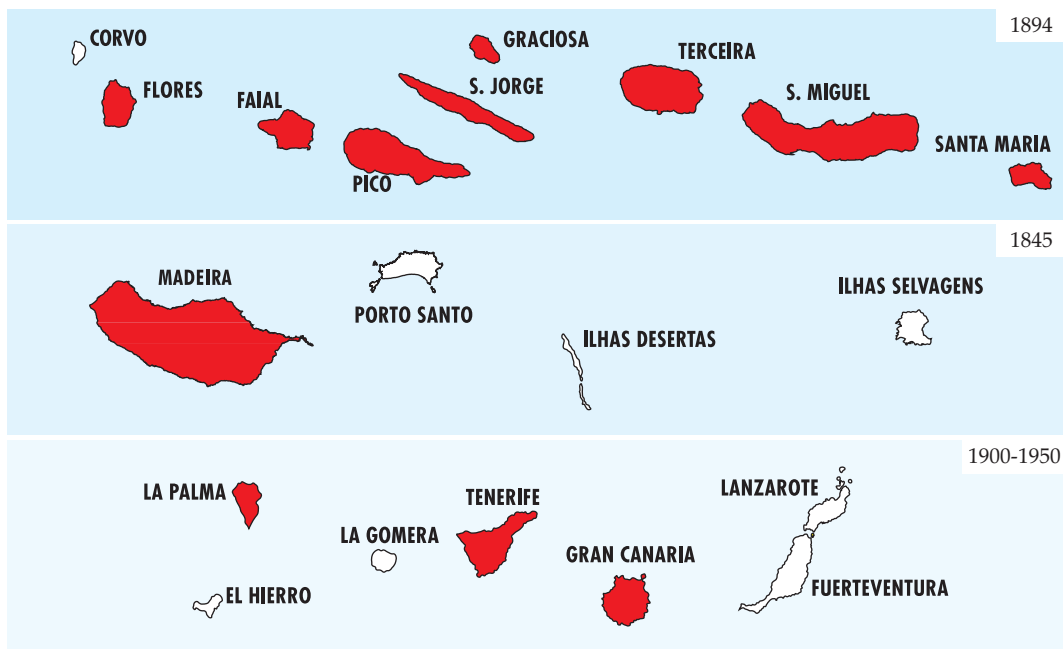 1894
CORVO
GRACIOSA
TERCEIRA
FLORES
S. JORGE
FAIAL
S. MIGUEL
SANTA MARIA
PICO
1845
MADEIRA
ILHAS SELVAGENS
PORTO SANTO
ILHAS DESERTAS
1900-1950
LA PALMA
TENERIFE
LANZAROTE
LA GOMERA
GRAN CANARIA
EL HIERRO
FUERTEVENTURA